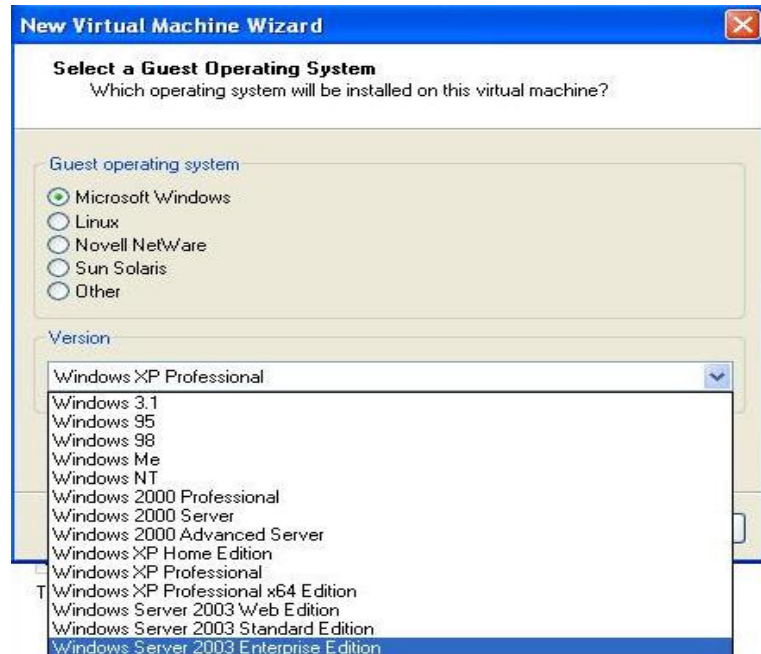 New Virtual Machine Wizard
Select a Guest Operating System
Which operating system will be installed on this virtual machine?
Guest operating system
Microsoft Windows
Linux
Novell NetWare
Sun Solaris
Other
Version
Windows XP Professional
Windows 3.1
Windows 95
Windows 98
Windows Me
Windows NT
Windows 2000 Professional
Windows 2000 Server
Windows 2000 Advanced Server
Windows XP Home Edition
Windows XP Professional
T Windows XP Professional x64 Edition
Windows Server 2003 Web Edition
Windows Server 2003 Standard Edition
Windows Server 2003 Enterprise Edition